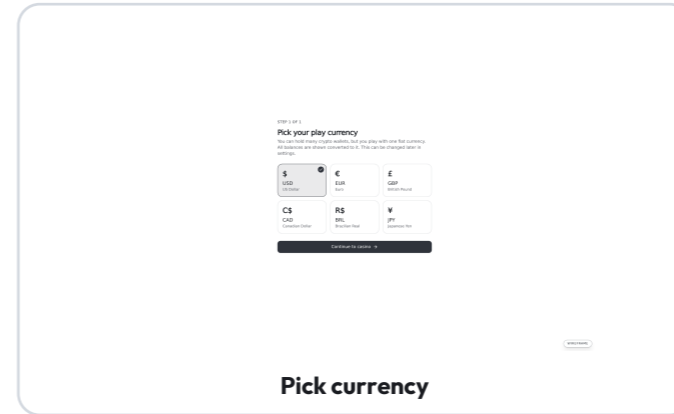 STEP 1 OF 1
Pick your play currency
You can hold many crypto wallets, but you play with one fiat currency.
All balances are shown converted to it. This can be changed later in
settings.
$
USD
US Dollar
€
EUR
Euro
£
GBP
British Pound
C$
CAD
Canadian Dollar
R$
BRL
Brazilian Real
¥
JPY
Japanese Yen
Continue to casino →
Pick currency